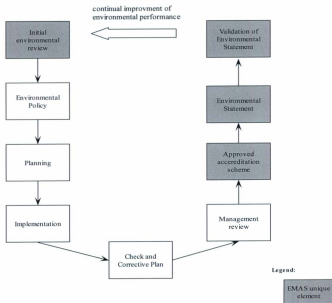 continual improvment of
environmental performance
Initial
environmental
review
Validation of
Environmental
Statement
Environmental
Policy
Environmental
Statement
Planning
Approved
accreditation
scheme
Implementation
Management
review
Check and
Corrective Plan
Legend:
EMAS unique
element